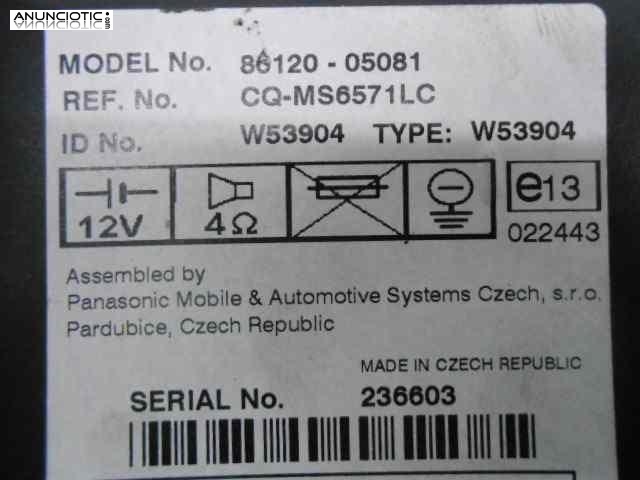 ANUNCIOTIC
.com
MODEL No. 86120 - 05081
REF. No. CQ-MS6571LC
ID No. W53904 TYPE: W53904
12V 4Ω e13
022443
Assembled by
Panasonic Mobile & Automotive Systems Czech, s.r.o.
Pardubice, Czech Republic
MADE IN CZECH REPUBLIC
SERIAL No. 236603